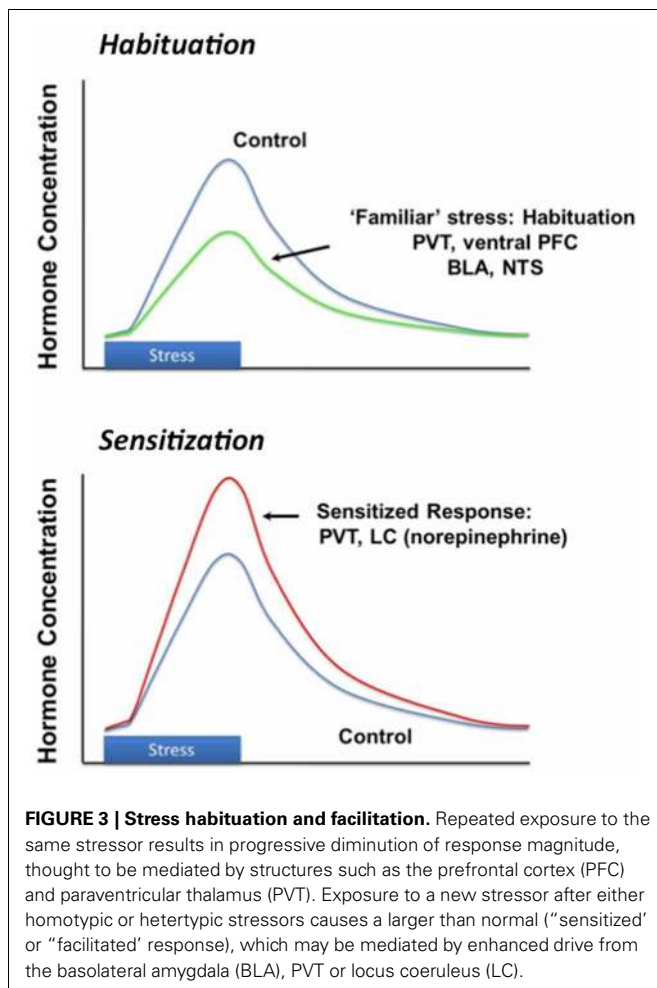 Habituation
Hormone Concentration
Control
'Familiar' stress: Habituation
PVT, ventral PFC
BLA, NTS
Stress
Sensitization
Hormone Concentration
Sensitized Response:
PVT, LC (norepinephrine)
Control
Stress
FIGURE 3 | Stress habituation and facilitation. Repeated exposure to the
same stressor results in progressive diminution of response magnitude,
thought to be mediated by structures such as the prefrontal cortex (PFC)
and paraventricular thalamus (PVT). Exposure to a new stressor after either
homotypic or hetertypic stressors causes a larger than normal ("sensitized'
or "facilitated' response), which may be mediated by enhanced drive from
the basolateral amygdala (BLA), PVT or locus coeruleus (LC).